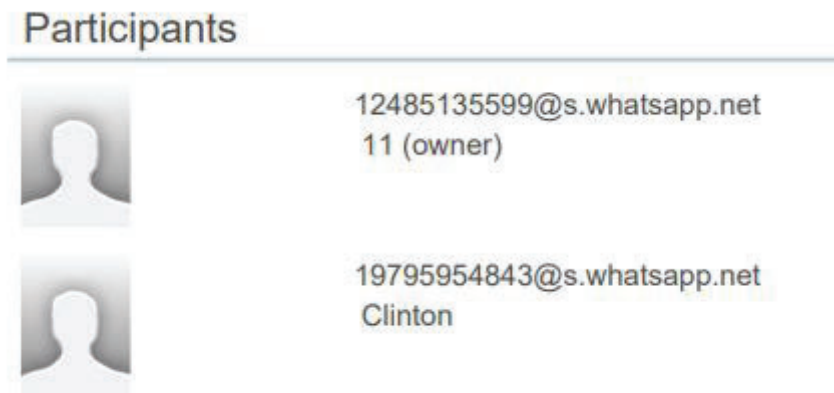 Participants
12485135599@s.whatsapp.net
11 (owner)
19795954843@s.whatsapp.net
Clinton